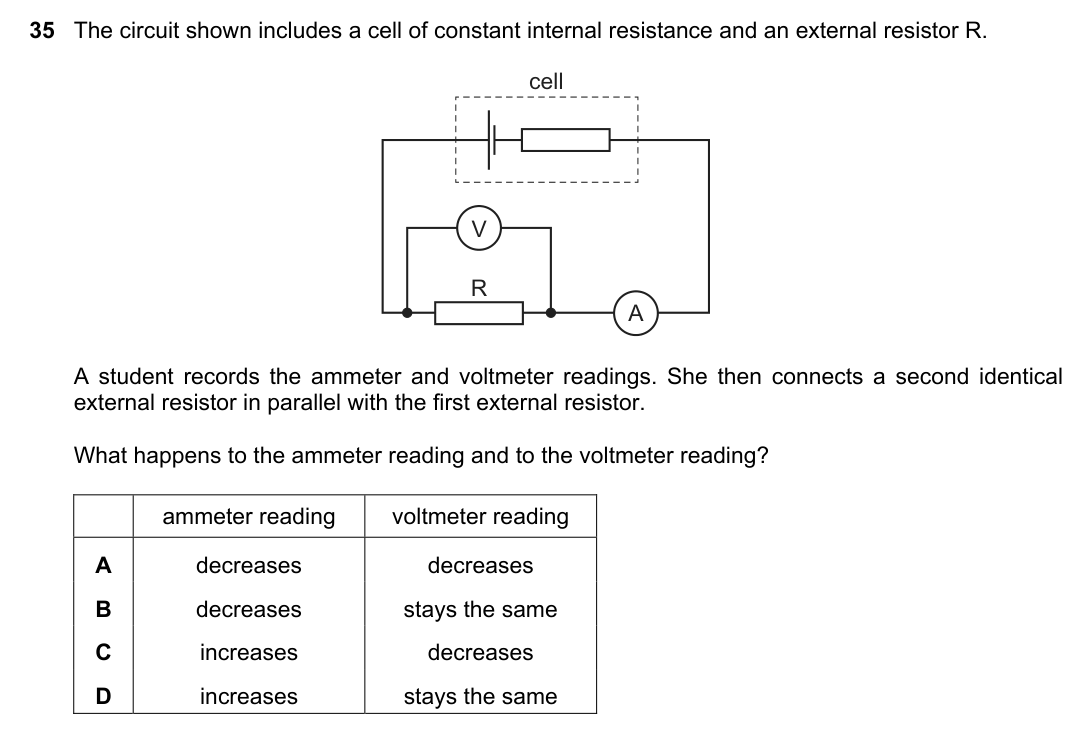 35 The circuit shown includes a cell of constant internal resistance and an external resistor R.
cell
V
R
A
A student records the ammeter and voltmeter readings. She then connects a second identical
external resistor in parallel with the first external resistor.
What happens to the ammeter reading and to the voltmeter reading?
ammeter reading voltmeter reading
A decreases decreases
B decreases stays the same
C increases decreases
D increases stays the same